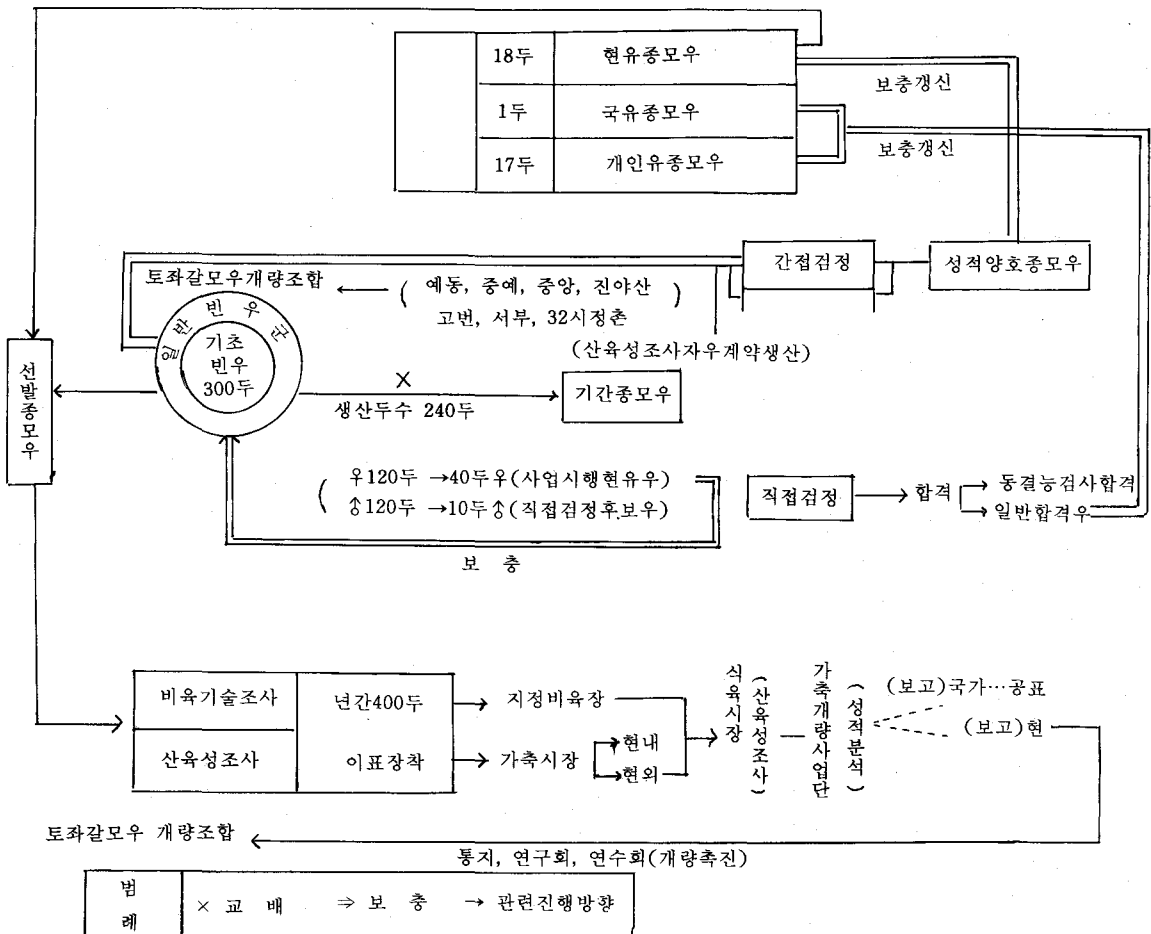 18두 현유종모우
1두 국유종모우
17두 개인유종모우
보충갱신
보충갱신
간접검정
성적양호종모우
토좌갈모우개량조합
( 예동, 중예, 중앙, 진야산 )
고번, 서부, 32시정촌
(산육성조사자우계약생산)
일반빈우군
기초
빈우
300두
선발종모우
×
생산두수 240두
기간종모우
( ♀120두 →40두♀(사업시행현유우) )
♂120두 →10두♂(직접검정후보우)
보 충
직접검정
합격
동결능검사합격
일반합격우
비육기술조사
산육성조사
년간400두
이표장착
지정비육장
가축시장
현내
현외
식육시장
(산육성조사)
가축개량사업단
(성적분석)
(보고)국가…공표
(보고)현
토좌갈모우 개량조합
통지, 연구회, 연수회(개량촉진)
범례
× 교 배 ⇒ 보 충 → 관련진행방향